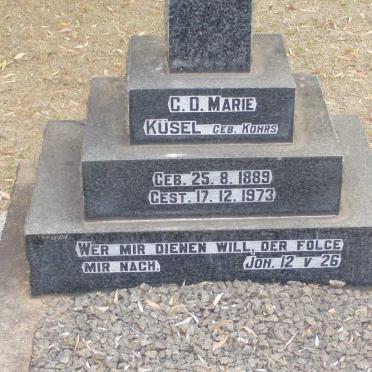 C. D. MARIE
KÜSEL GEB. KOHRS
GEB. 25. 8. 1889
GEST. 17. 12. 1973
WER MIR DIENEN WILL, DER FOLGE
MIR NACH. JOH. 12 V 26